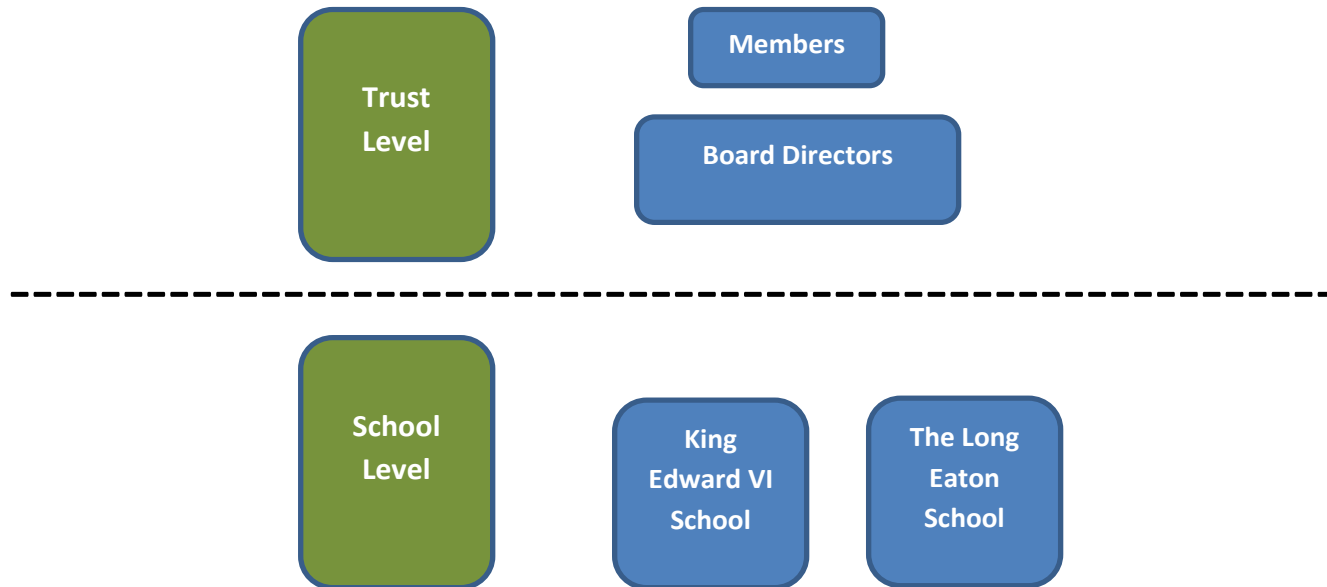 Trust
Level
Members
Board Directors
School
Level
King
Edward VI
School
The Long
Eaton
School